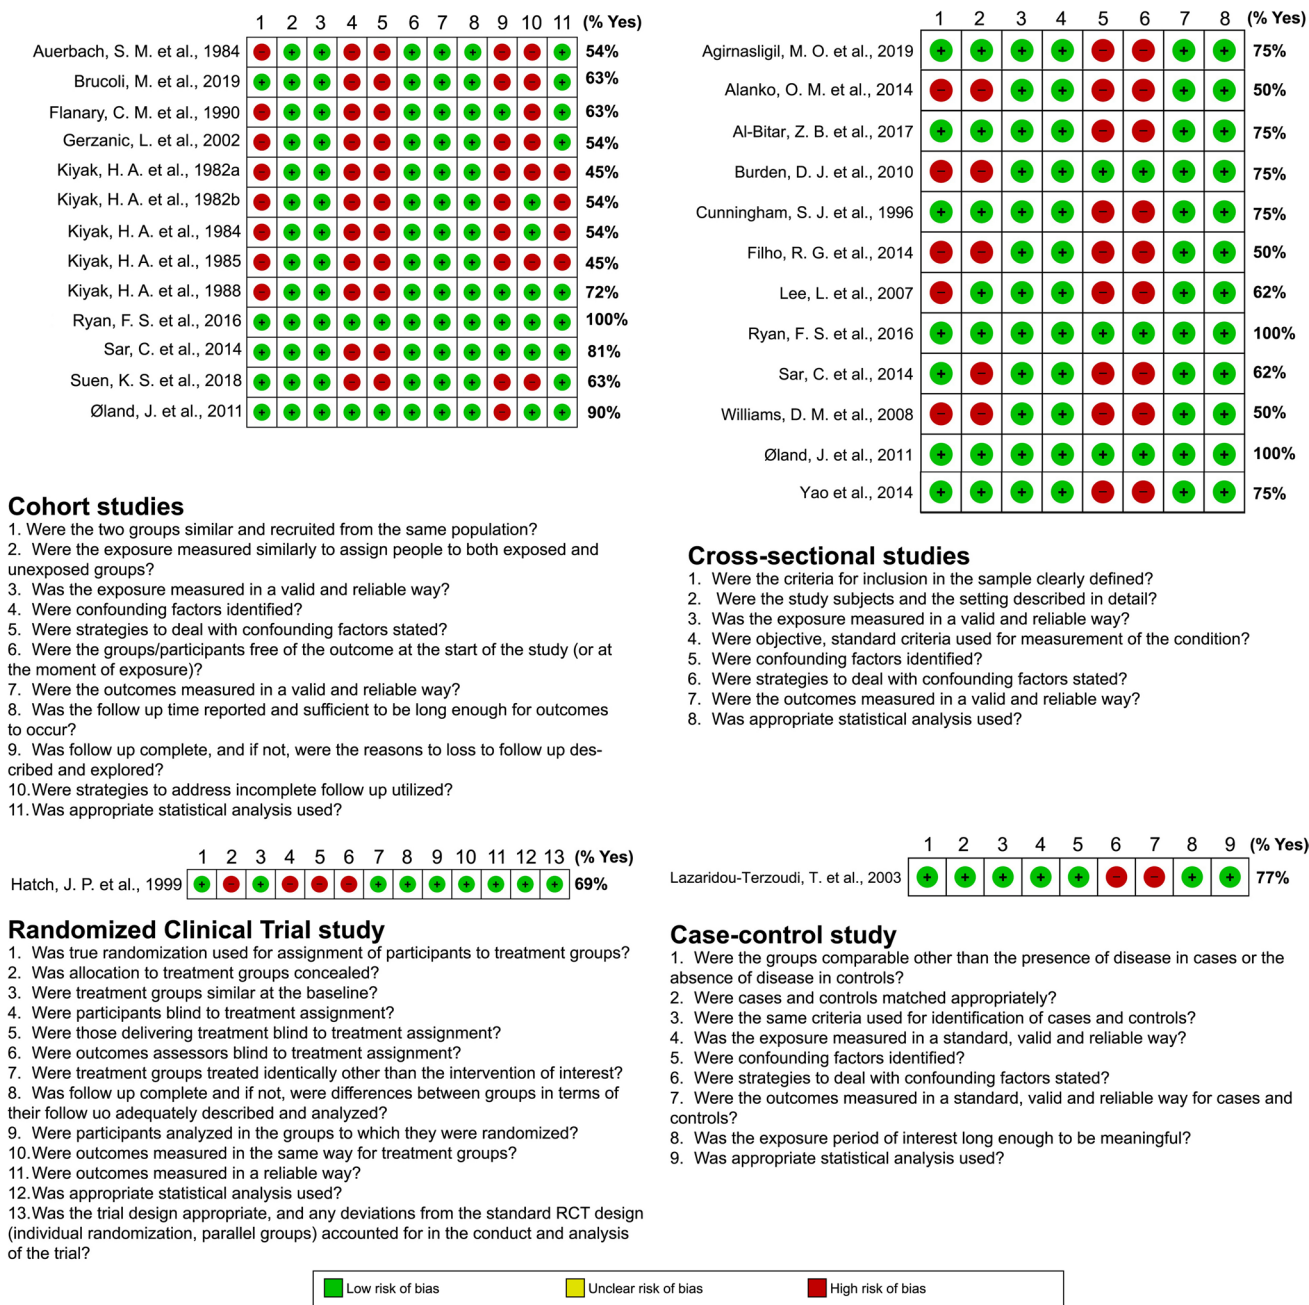 1 2 3 4 5 6 7 8 9 10 11 (% Yes)
Auerbach, S. M. et al., 1984 - + + - - + + + - - + 54%
Brucoli, M. et al., 2019 + + + - - + + + - - + 63%
Flanary, C. M. et al., 1990 - + + - - + + + + - + 63%
Gerzanic, L. et al., 2002 - + + - - + + + - - + 54%
Kiyak, H. A. et al., 1982a - + + - - + + + - - - 45%
Kiyak, H. A. et al., 1982b - + + - - + + + - + - 54%
Kiyak, H. A. et al., 1984 - + + - - + + + - + - 54%
Kiyak, H. A. et al., 1985 - + + - - + + + - - - 45%
Kiyak, H. A. et al., 1988 - + + - - + + + + + + 72%
Ryan, F. S. et al., 2016 + + + + + + + + + + + 100%
Sar, C. et al., 2014 + + + - - + + + + + + 81%
Suen, K. S. et al., 2018 + + + - - + + + - - + 63%
Øland, J. et al., 2011 + + + + + + + + - + + 90%
Cohort studies
1. Were the two groups similar and recruited from the same population?
2. Were the exposure measured similarly to assign people to both exposed and
unexposed groups?
3. Was the exposure measured in a valid and reliable way?
4. Were confounding factors identified?
5. Were strategies to deal with confounding factors stated?
6. Were the groups/participants free of the outcome at the start of the study (or at
the moment of exposure)?
7. Were the outcomes measured in a valid and reliable way?
8. Was the follow up time reported and sufficient to be long enough for outcomes
to occur?
9. Was follow up complete, and if not, were the reasons to loss to follow up des-
cribed and explored?
10. Were strategies to address incomplete follow up utilized?
11. Was appropriate statistical analysis used?
1 2 3 4 5 6 7 8 (% Yes)
Agirnasligil, M. O. et al., 2019 + + + + - - + + 75%
Alanko, O. M. et al., 2014 - - + + - - + + 50%
Al-Bitar, Z. B. et al., 2017 + + + + - - + + 75%
Burden, D. J. et al., 2010 - - + + + + + + 75%
Cunningham, S. J. et al., 1996 + + + + - - + + 75%
Filho, R. G. et al., 2014 - - + + - - + + 50%
Lee, L. et al., 2007 - + + + - - + + 62%
Ryan, F. S. et al., 2016 + + + + + + + + 100%
Sar, C. et al., 2014 + - + + - - + + 62%
Williams, D. M. et al., 2008 - - + + - - + + 50%
Øland, J. et al., 2011 + + + + + + + + 100%
Yao et al., 2014 + + + + - - + + 75%
Cross-sectional studies
1. Were the criteria for inclusion in the sample clearly defined?
2. Were the study subjects and the setting described in detail?
3. Was the exposure measured in a valid and reliable way?
4. Were objective, standard criteria used for measurement of the condition?
5. Were confounding factors identified?
6. Were strategies to deal with confounding factors stated?
7. Were the outcomes measured in a valid and reliable way?
8. Was appropriate statistical analysis used?
1 2 3 4 5 6 7 8 9 10 11 12 13 (% Yes)
Hatch, J. P. et al., 1999 + - + - - - + + + + + + + 69%
Randomized Clinical Trial study
1. Was true randomization used for assignment of participants to treatment groups?
2. Was allocation to treatment groups concealed?
3. Were treatment groups similar at the baseline?
4. Were participants blind to treatment assignment?
5. Were those delivering treatment blind to treatment assignment?
6. Were outcomes assessors blind to treatment assignment?
7. Were treatment groups treated identically other than the intervention of interest?
8. Was follow up complete and if not, were differences between groups in terms of
their follow uo adequately described and analyzed?
9. Were participants analyzed in the groups to which they were randomized?
10. Were outcomes measured in the same way for treatment groups?
11. Were outcomes measured in a reliable way?
12. Was appropriate statistical analysis used?
13. Was the trial design appropriate, and any deviations from the standard RCT design
(individual randomization, parallel groups) accounted for in the conduct and analysis
of the trial?
1 2 3 4 5 6 7 8 9 (% Yes)
Lazaridou-Terzoudi, T. et al., 2003 + + + + + - - + + 77%
Case-control study
1. Were the groups comparable other than the presence of disease in cases or the
absence of disease in controls?
2. Were cases and controls matched appropriately?
3. Were the same criteria used for identification of cases and controls?
4. Was the exposure measured in a standard, valid and reliable way?
5. Were confounding factors identified?
6. Were strategies to deal with confounding factors stated?
7. Were the outcomes measured in a standard, valid and reliable way for cases and
controls?
8. Was the exposure period of interest long enough to be meaningful?
9. Was appropriate statistical analysis used?
Low risk of bias Unclear risk of bias High risk of bias